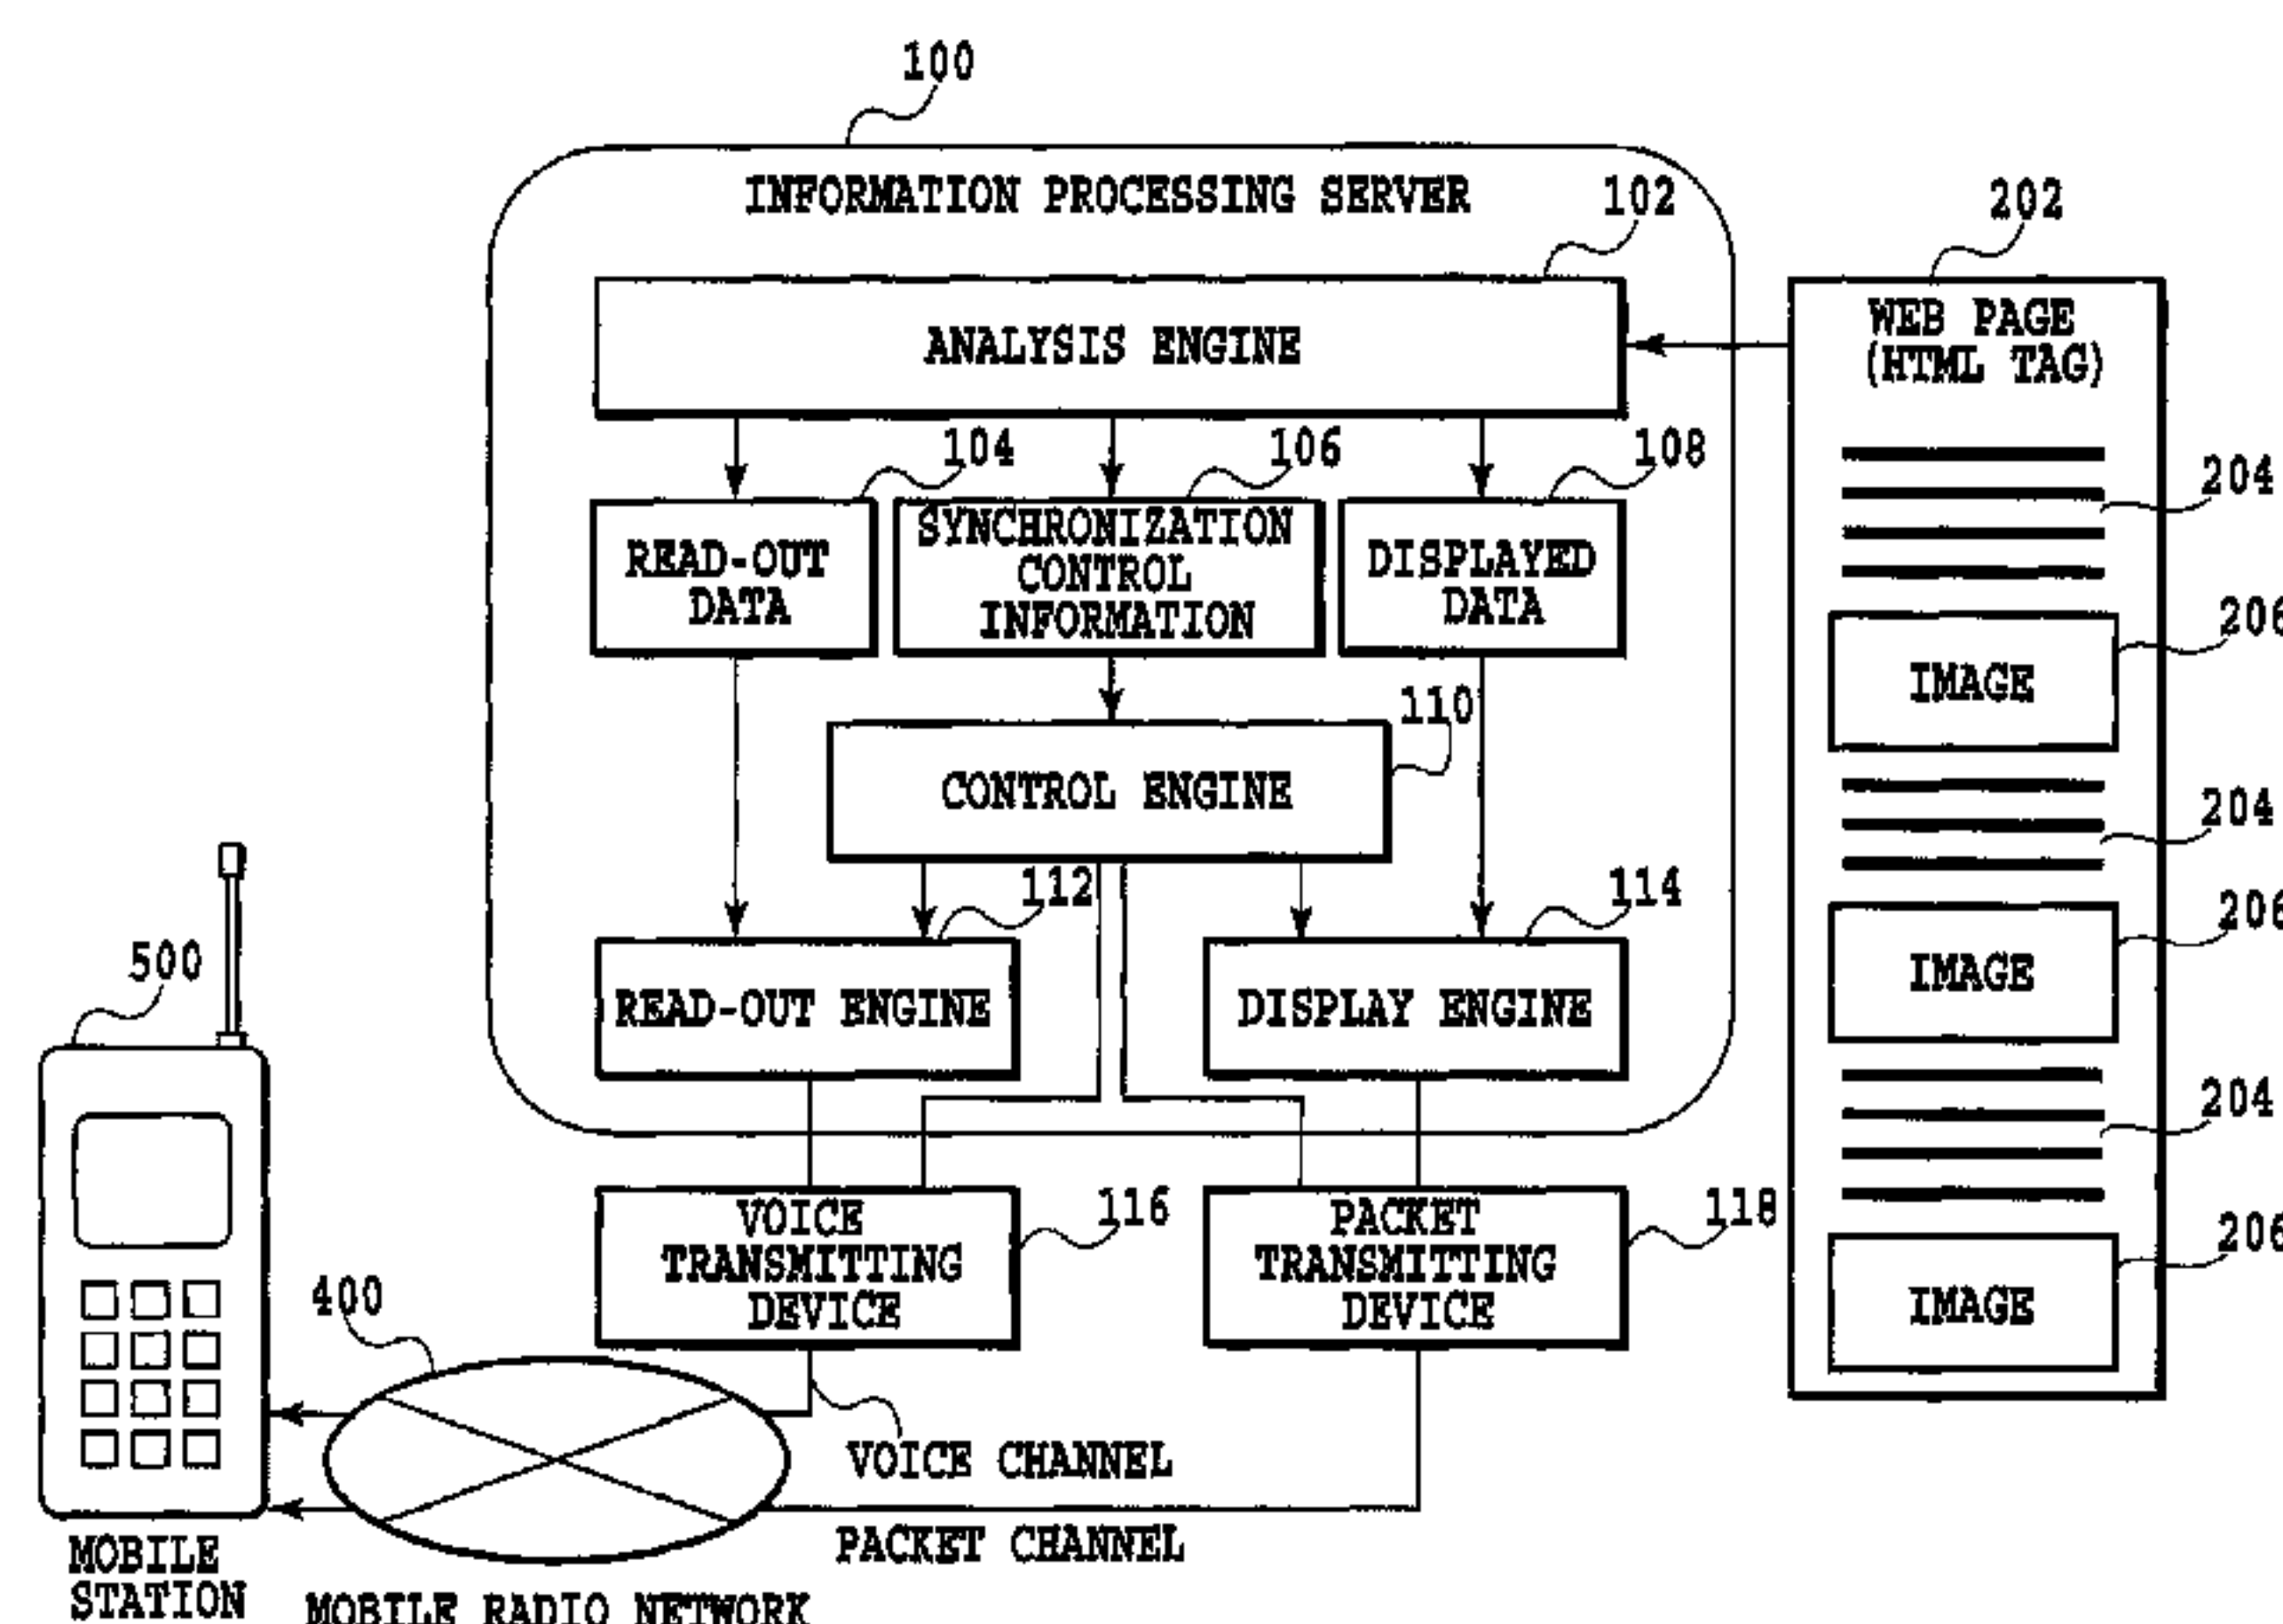 100
INFORMATION PROCESSING SERVER
102
202
ANALYSIS ENGINE
WEB PAGE
(HTML TAG)
104
106
108
204
READ-OUT
DATA
SYNCHRONIZATION
CONTROL
INFORMATION
DISPLAYED
DATA
206
IMAGE
110
CONTROL ENGINE
204
112
114
206
IMAGE
500
READ-OUT ENGINE
DISPLAY ENGINE
204
116
118
VOICE
TRANSMITTING
DEVICE
PACKET
TRANSMITTING
DEVICE
206
IMAGE
400
VOICE CHANNEL
PACKET CHANNEL
MOBILE
STATION
MOBILE RADIO NETWORK